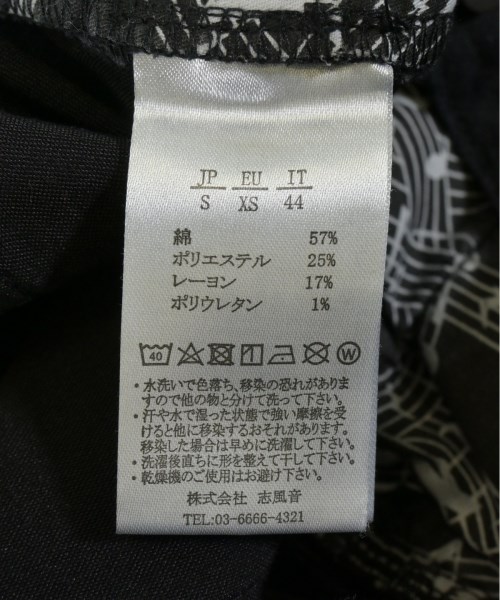 JP EU IT
S XS 44
綿 57%
ポリエステル 25%
レーヨン 17%
ポリウレタン 1%
40 W
・水洗いで色落ち、移染の恐れがありま
すので他の物と分けて洗って下さい。
・汗や水で湿った状態で強い摩擦を受
けると他に移染するおそれがあります。
移染した場合は早めに洗濯して下さい。
・洗濯後直ちに形を整えて干して下さい。
・乾燥機のご使用はお避け下さい。
株式会社 志風音
TEL:03-6666-4321